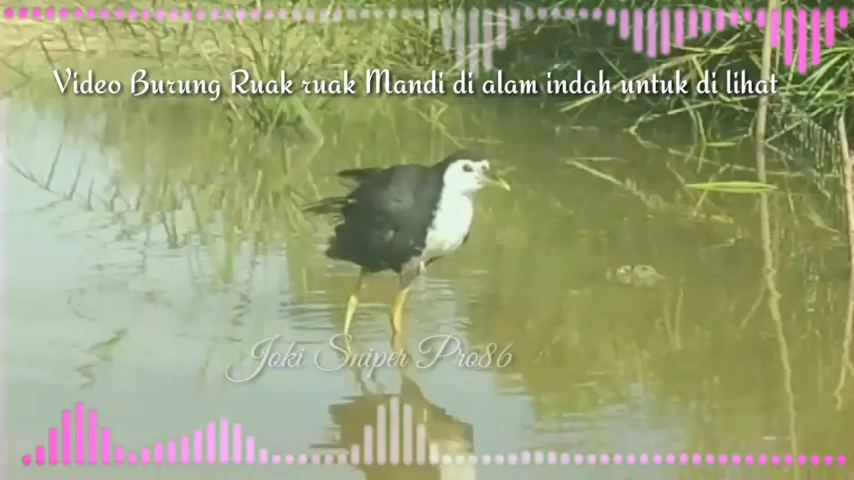 Video Burung Ruak ruak Mandi di alam indah untuk di lihat
Joki Sniper Pro86